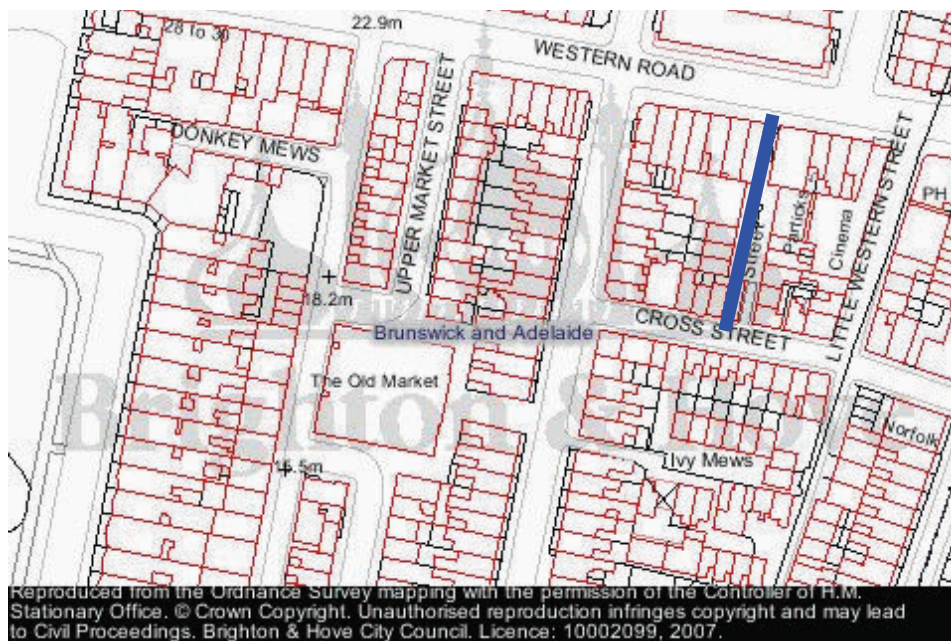 28 to 30
22.9m
WESTERN ROAD
DONKEY MEWS
UPPER MARKET STREET
LITTLE WESTERN STREET
PH
Street
Particks
Cinema
18.2m
CROSS STREET
Brunswick and Adelaide
The Old Market
Brighton & Hove
Norfolk
Ivy Mews
15.5m
Reproduced from the Ordnance Survey mapping with the permission of the Controller of H.M.
Stationary Office. © Crown Copyright. Unauthorised reproduction infringes copyright and may lead
to Civil Proceedings. Brighton & Hove City Council. Licence: 10002099, 2007.